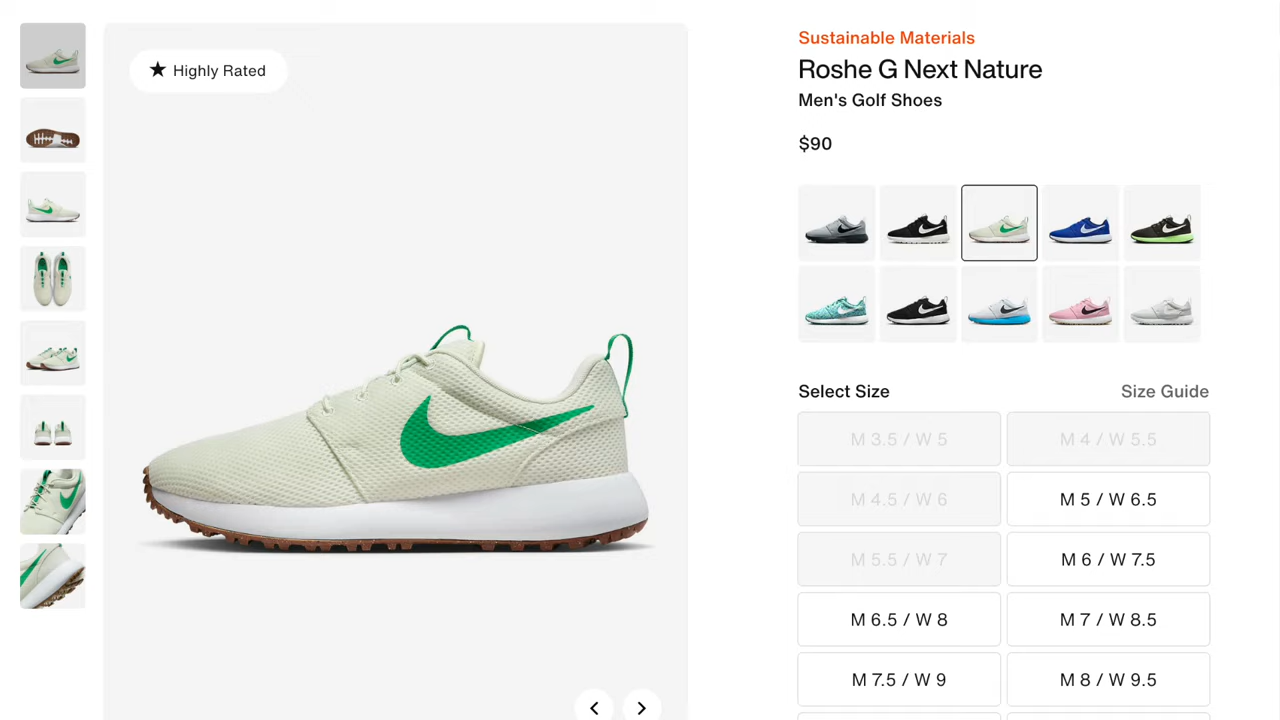 ★ Highly Rated
Sustainable Materials
Roshe G Next Nature
Men's Golf Shoes
$90
Select Size
Size Guide
M 3.5 / W 5
M 4 / W 5.5
M 4.5 / W 6
M 5 / W 6.5
M 5.5 / W 7
M 6 / W 7.5
M 6.5 / W 8
M 7 / W 8.5
M 7.5 / W 9
M 8 / W 9.5